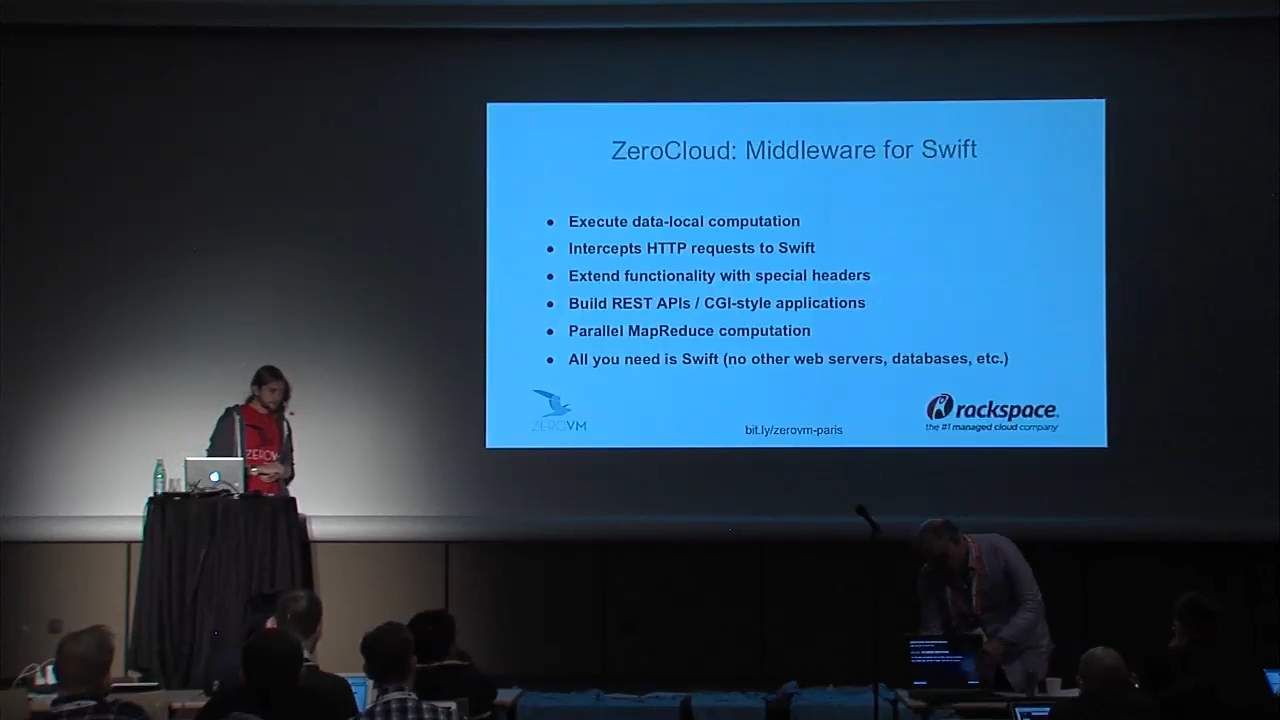 ZeroCloud: Middleware for Swift
● Execute data-local computation
● Intercepts HTTP requests to Swift
● Extend functionality with special headers
● Build REST APIs / CGI-style applications
● Parallel MapReduce computation
● All you need is Swift (no other web servers, databases, etc.)
ZEROVM
bit.ly/zerovm-paris
rackspace.
the #1 managed cloud company